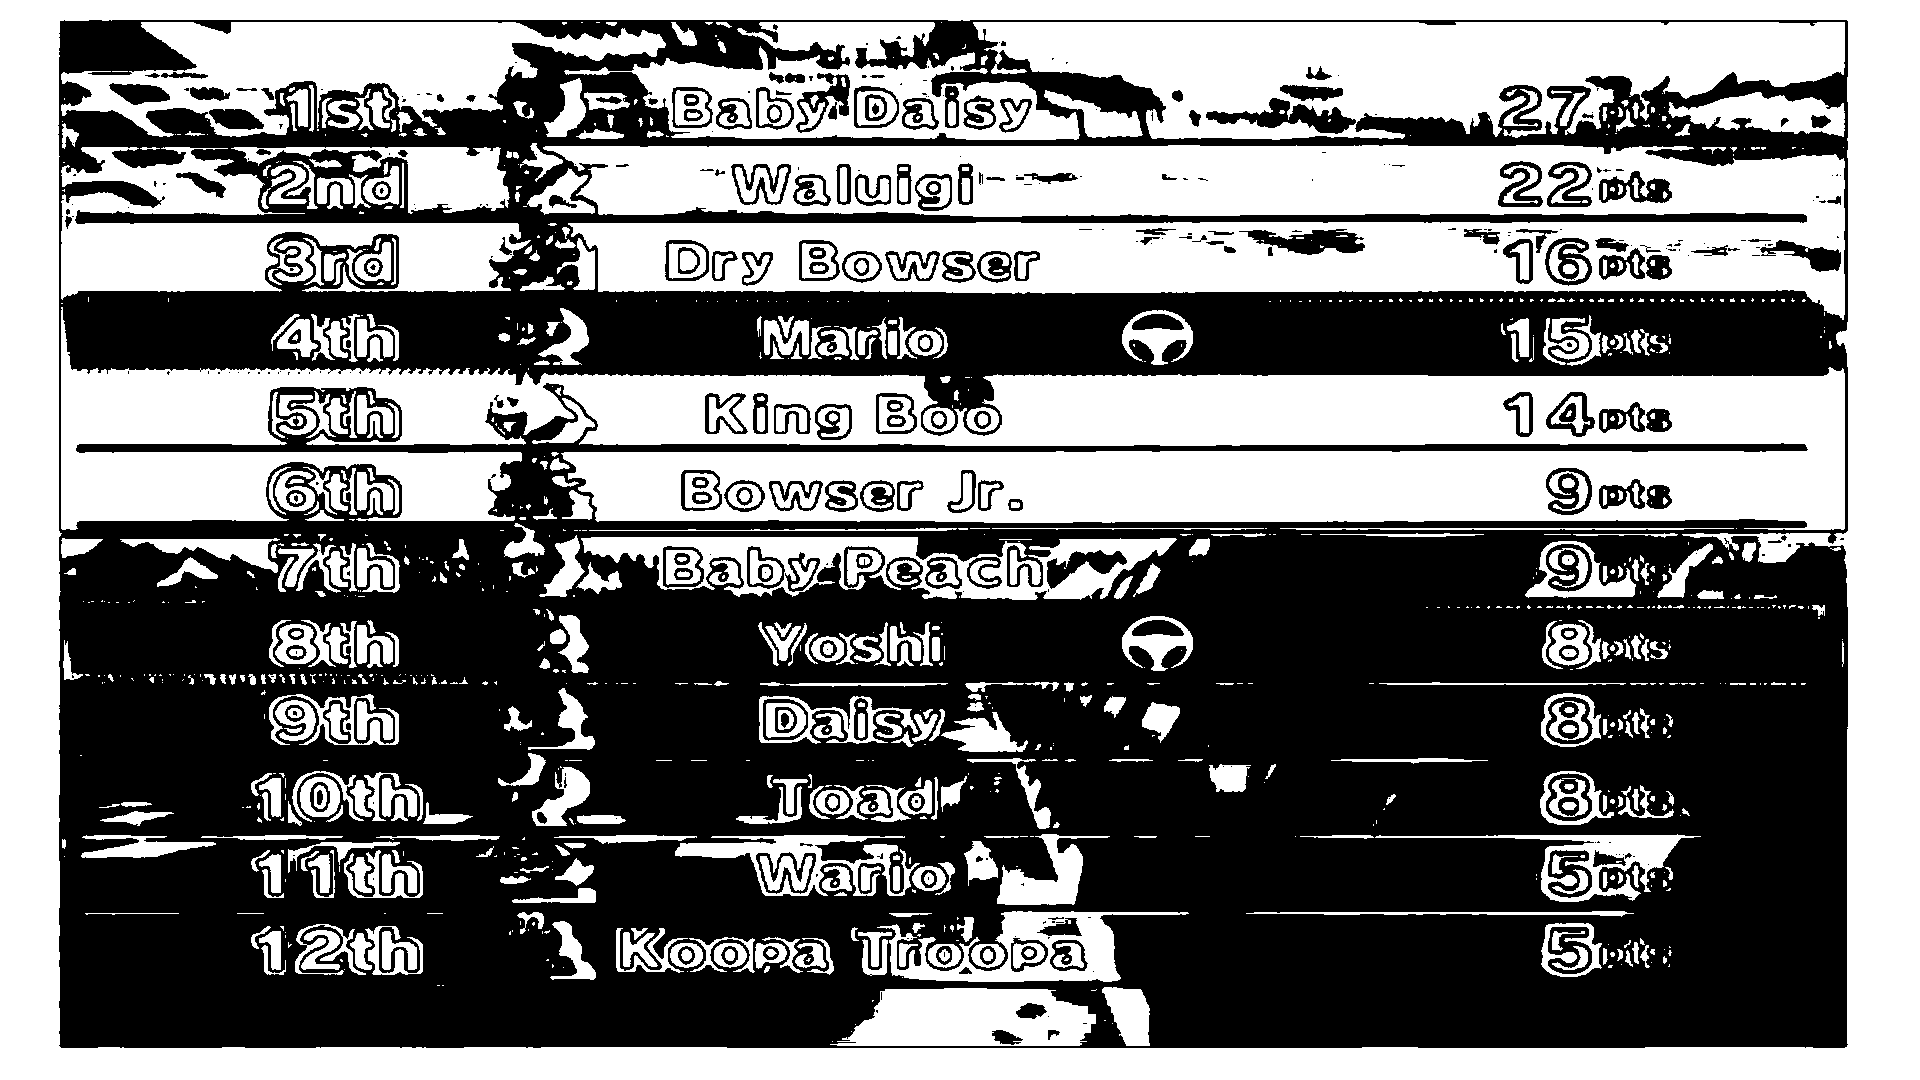 1st Baby Daisy 27pts
2nd Waluigi 22pts
3rd Dry Bowser 16pts
4th Mario 15pts
5th King Boo 14pts
6th Bowser Jr. 9pts
7th Baby Peach 9pts
8th Yoshi 8pts
9th Daisy 8pts
10th Toad 8pts
11th Wario 5pts
12th Koopa Troopa 5pts